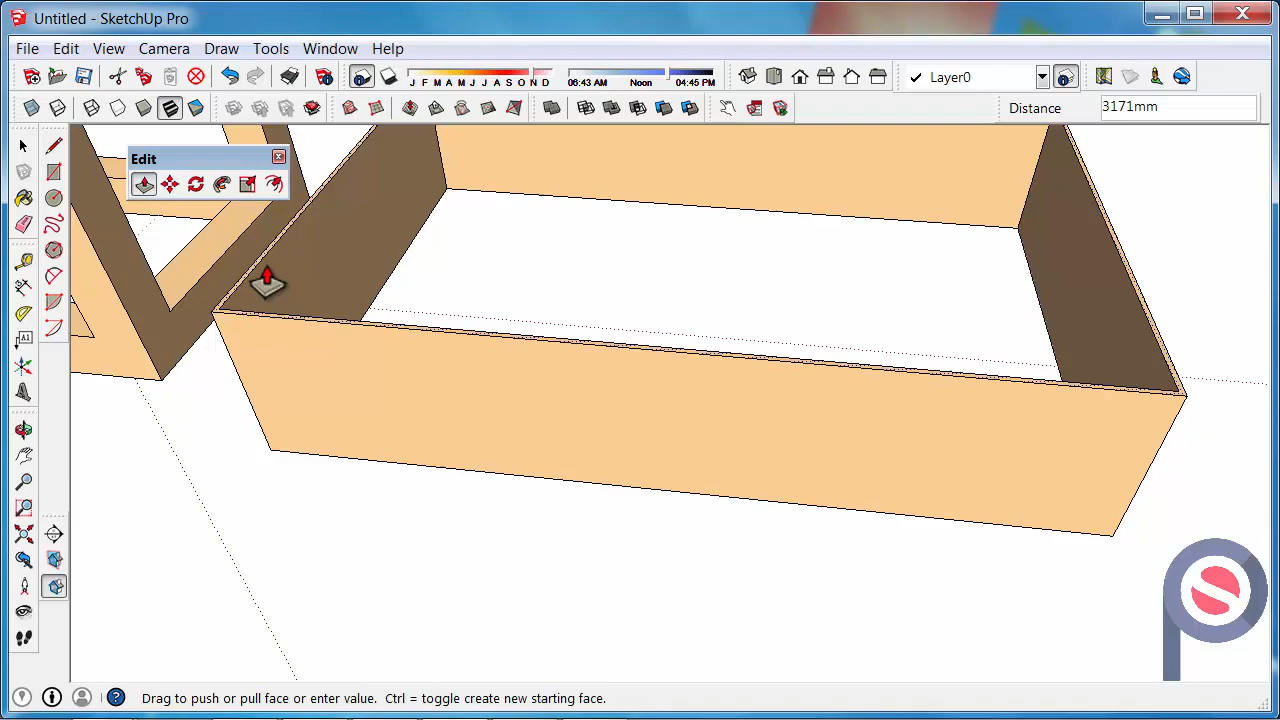 Untitled - SketchUp Pro
File Edit View Camera Draw Tools Window Help
J F M A M J J A S O N D 06:43 AM Noon 04:45 PM Layer0
Distance 3171mm
Edit
A1
Drag to push or pull face or enter value. Ctrl = toggle create new starting face.